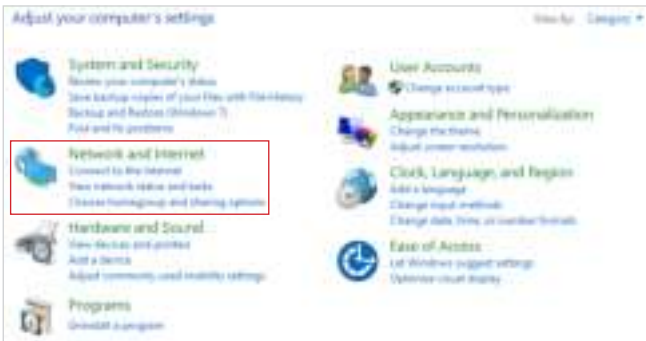 Adjust your computer's settings
View by: Category
System and Security
Review your computer's status
Save backup copies of your files with File History
Backup and Restore (Windows 7)
Find and fix problems
Network and Internet
Connect to the Internet
View network status and tasks
Choose homegroup and sharing options
Hardware and Sound
View devices and printers
Add a device
Adjust commonly used mobility settings
Programs
Uninstall a program
User Accounts
Change account type
Appearance and Personalization
Change the theme
Adjust screen resolution
Clock, Language, and Region
Add a language
Change input methods
Change date, time, or number formats
Ease of Access
Let Windows suggest settings
Optimize visual display